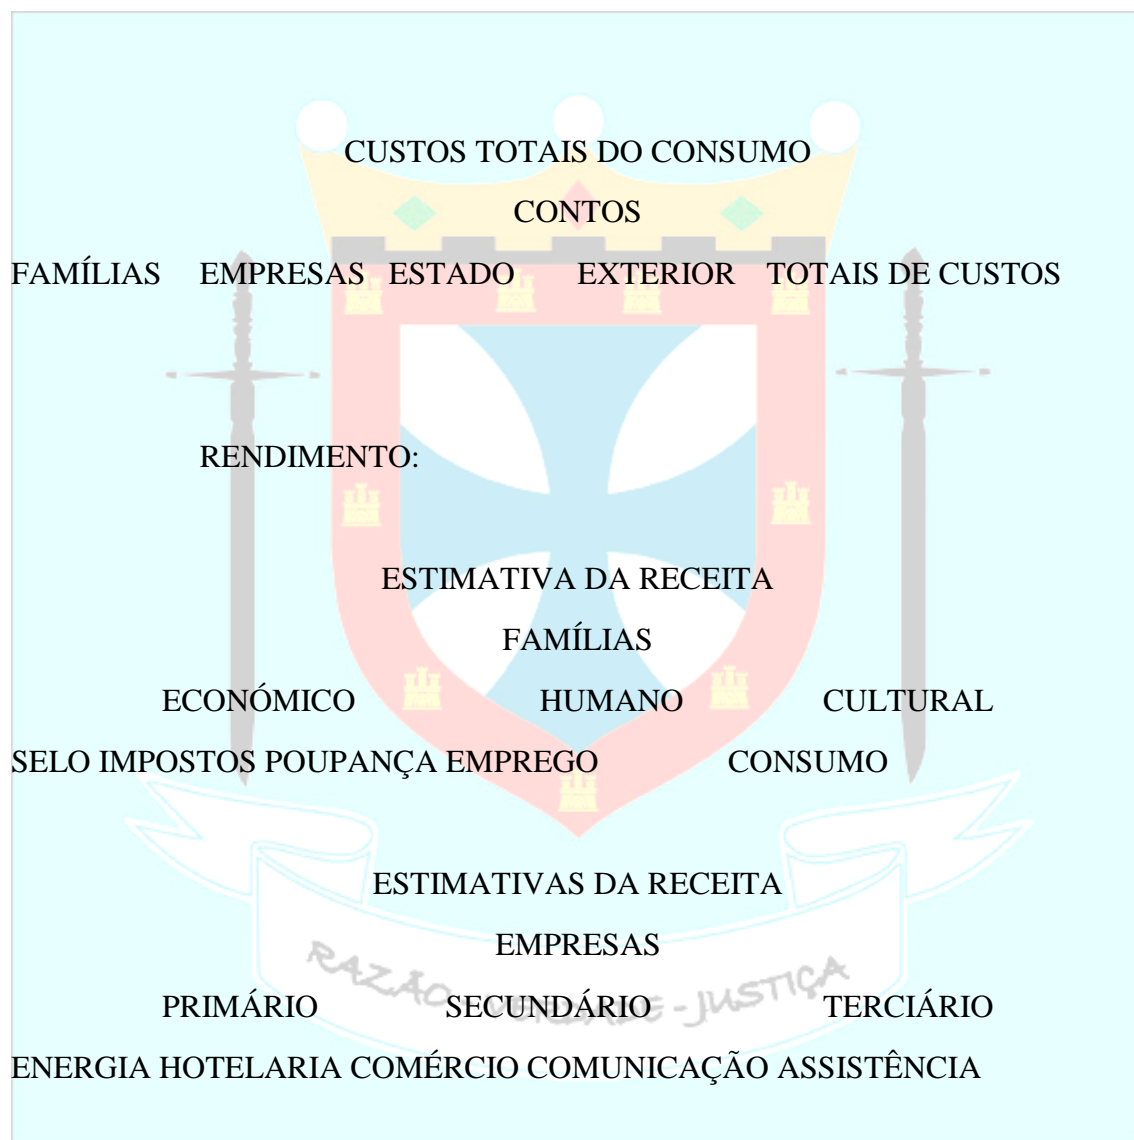 CUSTOS TOTAIS DO CONSUMO
CONTOS
FAMÍLIAS EMPRESAS ESTADO EXTERIOR TOTAIS DE CUSTOS
RENDIMENTO:
ESTIMATIVA DA RECEITA
FAMÍLIAS
ECONÓMICO HUMANO CULTURAL
SELO IMPOSTOS POUPANÇA EMPREGO CONSUMO
ESTIMATIVAS DA RECEITA
EMPRESAS
RAZÃO - VERDADE - JUSTIÇA
PRIMÁRIO SECUNDÁRIO TERCIÁRIO
ENERGIA HOTELARIA COMÉRCIO COMUNICAÇÃO ASSISTÊNCIA